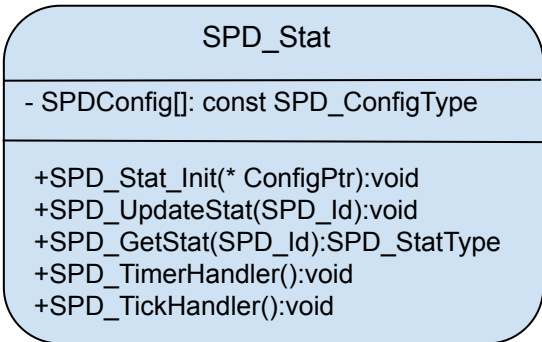 SPD_Stat
- SPDConfig[]: const SPD_ConfigType
+SPD_Stat_Init(* ConfigPtr):void
+SPD_UpdateStat(SPD_Id):void
+SPD_GetStat(SPD_Id):SPD_StatType
+SPD_TimerHandler():void
+SPD_TickHandler():void